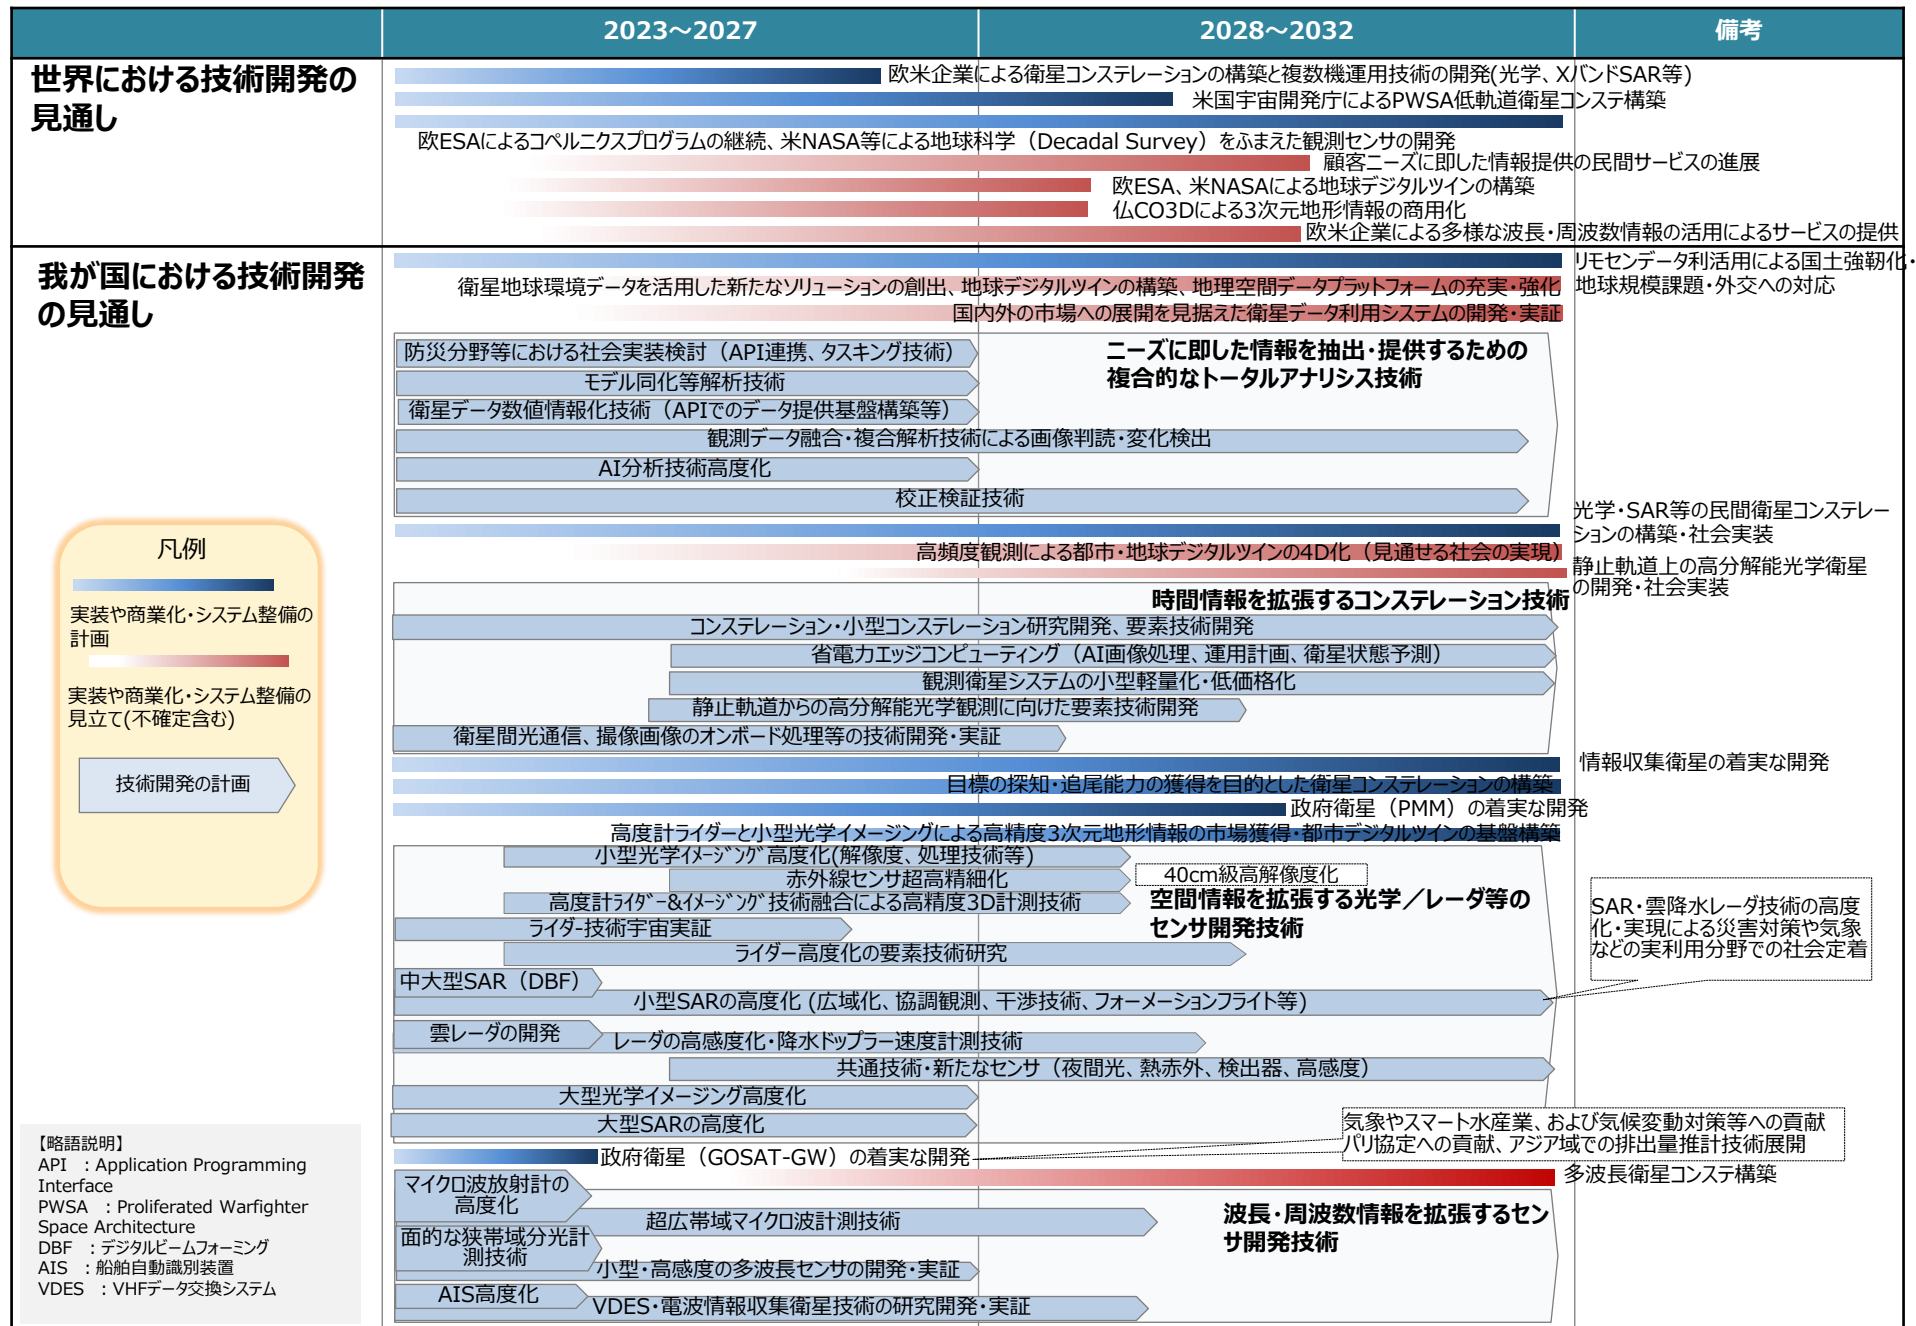 2023～2027
2028～2032
備考
世界における技術開発の
見通し
欧米企業による衛星コンステレーションの構築と複数機運用技術の開発(光学、XバンドSAR等)
米国宇宙開発庁によるPWSA低軌道衛星コンステ構築
欧ESAによるコペルニクスプログラムの継続、米NASA等による地球科学（Decadal Survey）をふまえた観測センサの開発
顧客ニーズに即した情報提供の民間サービスの進展
欧ESA、米NASAによる地球デジタルツインの構築
仏CO3Dによる3次元地形情報の商用化
欧米企業による多様な波長・周波数情報の活用によるサービスの提供
我が国における技術開発
の見通し
リモセンデータ利活用による国土強靭化・
地球規模課題・外交への対応
衛星地球環境データを活用した新たなソリューションの創出、地球デジタルツインの構築、地理空間データプラットフォームの充実・強化
国内外の市場への展開を見据えた衛星データ利用システムの開発・実証
防災分野等における社会実装検討（API連携、タスキング技術）
ニーズに即した情報を抽出・提供するための
複合的なトータルアナリシス技術
モデル同化等解析技術
衛星データ数値情報化技術（APIでのデータ提供基盤構築等）
観測データ融合・複合解析技術による画像判読・変化検出
AI分析技術高度化
校正検証技術
光学・SAR等の民間衛星コンステレー
ションの構築・社会実装
高頻度観測による都市・地球デジタルツインの4D化（見通せる社会の実現）
静止軌道上の高分解能光学衛星
の開発・社会実装
時間情報を拡張するコンステレーション技術
コンステレーション・小型コンステレーション研究開発、要素技術開発
省電力エッジコンピューティング（AI画像処理、運用計画、衛星状態予測）
観測衛星システムの小型軽量化・低価格化
静止軌道からの高分解能光学観測に向けた要素技術開発
衛星間光通信、撮像画像のオンボード処理等の技術開発・実証
凡例
実装や商業化・システム整備の
計画
実装や商業化・システム整備の
見立て(不確定含む)
技術開発の計画
情報収集衛星の着実な開発
目標の探知・追尾能力の獲得を目的とした衛星コンステレーションの構築
政府衛星（PMM）の着実な開発
高度計ライダーと小型光学イメージングによる高精度3次元地形情報の市場獲得・都市デジタルツインの基盤構築
小型光学ｲﾒｰｼﾞﾝｸﾞ高度化(解像度、処理技術等)
赤外線センサ超高精細化
40cm級高解像度化
高度計ﾗｲﾀﾞｰ&ｲﾒｰｼﾞﾝｸﾞ技術融合による高精度3D計測技術
空間情報を拡張する光学／レーダ等の
センサ開発技術
ライダｰ技術宇宙実証
ライダー高度化の要素技術研究
SAR・雲降水レーダ技術の高度
化・実現による災害対策や気象
などの実利用分野での社会定着
中大型SAR（DBF）
小型SARの高度化 (広域化、協調観測、干渉技術、フォーメーションフライト等)
雲レーダの開発
レーダの高感度化・降水ドップラー速度計測技術
共通技術・新たなセンサ（夜間光、熱赤外、検出器、高感度）
大型光学イメージング高度化
大型SARの高度化
気象やスマート水産業、および気候変動対策等への貢献
パリ協定への貢献、アジア域での排出量推計技術展開
政府衛星（GOSAT-GW）の着実な開発
多波長衛星コンステ構築
マイクロ波放射計の
高度化
超広帯域マイクロ波計測技術
波長・周波数情報を拡張するセン
サ開発技術
面的な狭帯域分光計
測技術
小型・高感度の多波長センサの開発・実証
AIS高度化
VDES・電波情報収集衛星技術の研究開発・実証
【略語説明】
API ：Application Programming
Interface
PWSA ：Proliferated Warfighter
Space Architecture
DBF ：デジタルビームフォーミング
AIS ：船舶自動識別装置
VDES ：VHFデータ交換システム